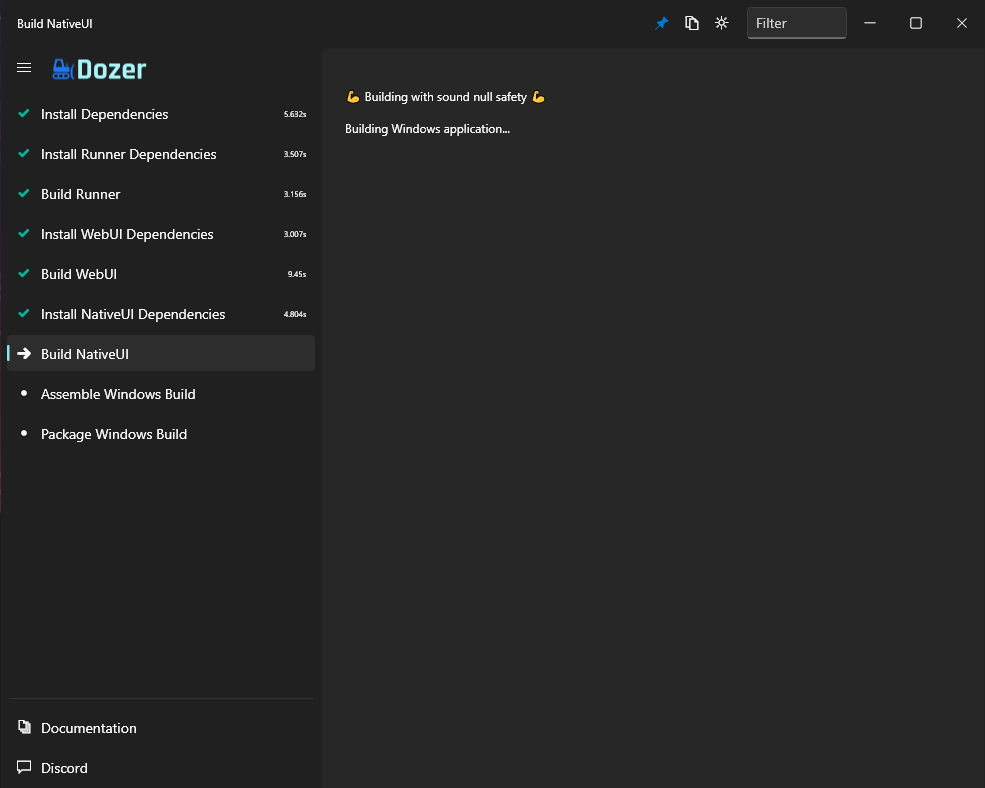 Build NativeUI
Filter
Dozer
Install Dependencies 5.632s
Install Runner Dependencies 3.507s
Build Runner 3.156s
Install WebUI Dependencies 3.007s
Build WebUI 9.45s
Install NativeUI Dependencies 4.804s
Build NativeUI
Assemble Windows Build
Package Windows Build
Documentation
Discord
💪 Building with sound null safety 💪
Building Windows application...